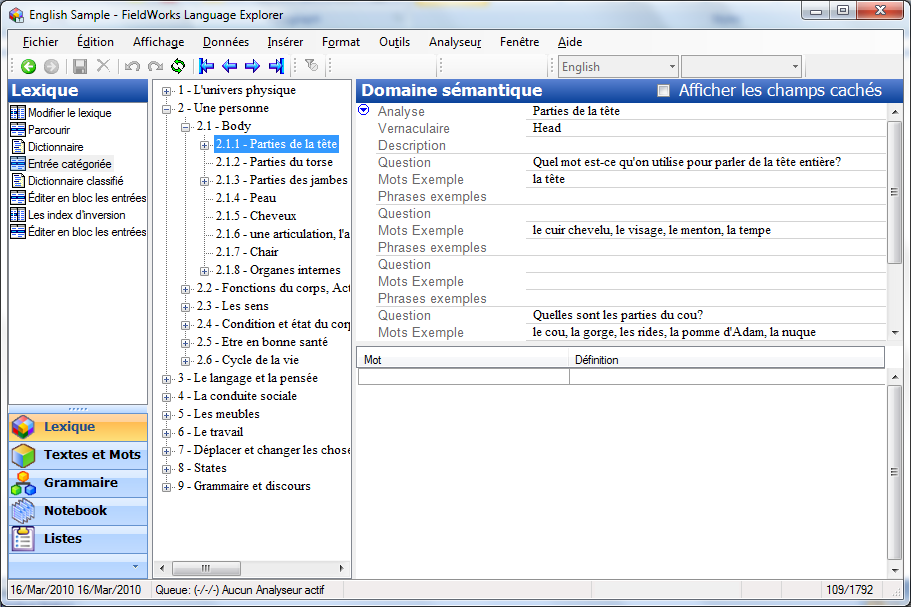 English Sample - FieldWorks Language Explorer
Fichier Édition Affichage Données Insérer Format Outils Analyseur Fenêtre Aide
English
Lexique
Modifier le lexique
Parcourir
Dictionnaire
Entrée catégoriée
Dictionnaire classifié
Éditer en bloc les entrées
Les index d'inversion
Éditer en bloc les entrées
Lexique
Textes et Mots
Grammaire
Notebook
Listes
1 - L'univers physique
2 - Une personne
2.1 - Body
2.1.1 - Parties de la tête
2.1.2 - Parties du torse
2.1.3 - Parties des jambes
2.1.4 - Peau
2.1.5 - Cheveux
2.1.6 - une articulation, l'a
2.1.7 - Chair
2.1.8 - Organes internes
2.2 - Fonctions du corps, Act
2.3 - Les sens
2.4 - Condition et état du corp
2.5 - Etre en bonne santé
2.6 - Cycle de la vie
3 - Le langage et la pensée
4 - La conduite sociale
5 - Les meubles
6 - Le travail
7 - Déplacer et changer les chose
8 - States
9 - Grammaire et discours
Domaine sémantique Afficher les champs cachés
Analyse Parties de la tête
Vernaculaire Head
Description
Question Quel mot est-ce qu'on utilise pour parler de la tête entière?
Mots Exemple la tête
Phrases exemples
Question
Mots Exemple le cuir chevelu, le visage, le menton, la tempe
Phrases exemples
Question
Mots Exemple
Phrases exemples
Question Quelles sont les parties du cou?
Mots Exemple le cou, la gorge, les rides, la pomme d'Adam, la nuque
Mot Définition
16/Mar/2010 16/Mar/2010 Queue: (-/-/-) Aucun Analyseur actif 109/1792